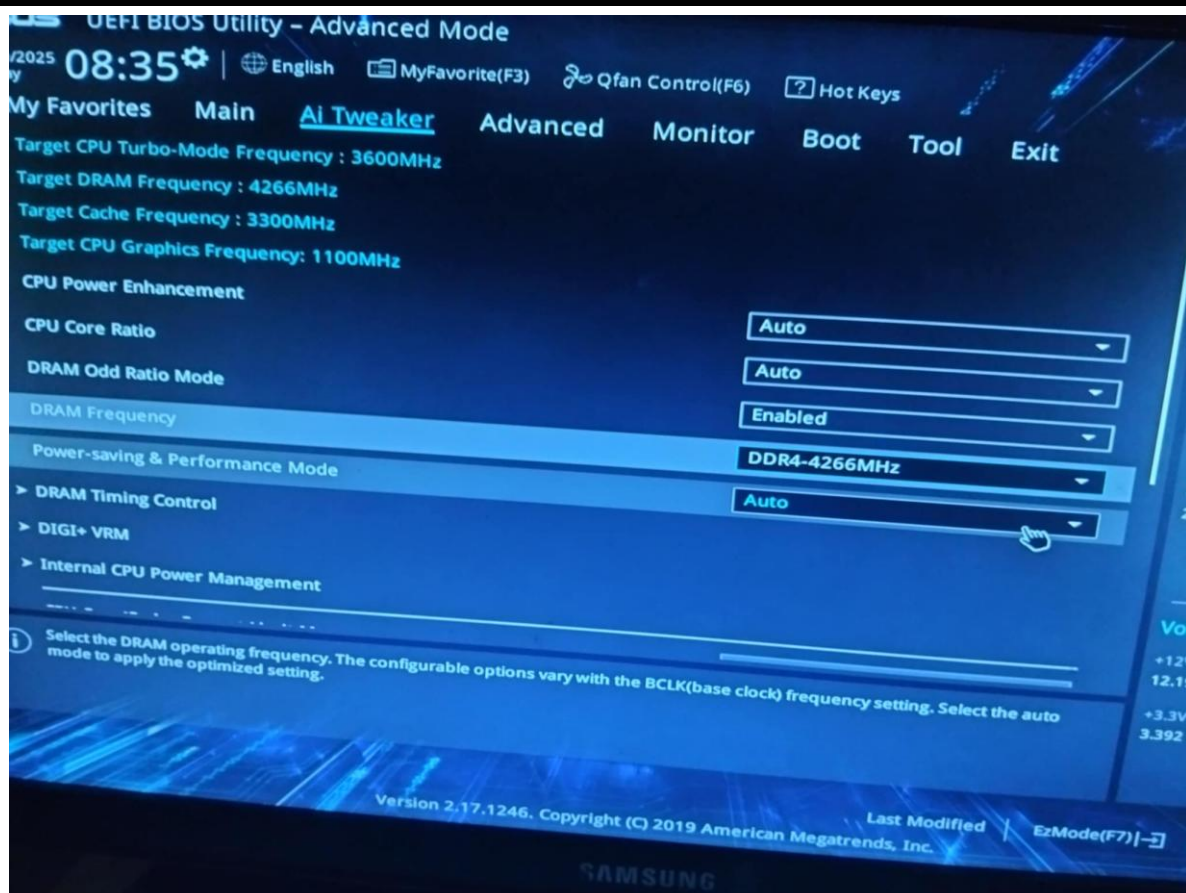 UEFI BIOS Utility – Advanced Mode
/2025
08:35
English
MyFavorite(F3)
Qfan Control(F6)
? Hot Keys
My Favorites
Main
Ai Tweaker
Advanced
Monitor
Boot
Tool
Exit
Target CPU Turbo-Mode Frequency : 3600MHz
Target DRAM Frequency : 4266MHz
Target Cache Frequency : 3300MHz
Target CPU Graphics Frequency: 1100MHz
CPU Power Enhancement
Auto
CPU Core Ratio
Auto
DRAM Odd Ratio Mode
Enabled
DRAM Frequency
DDR4-4266MHz
Power-saving & Performance Mode
Auto
> DRAM Timing Control
> DIGI+ VRM
> Internal CPU Power Management
i
Select the DRAM operating frequency. The configurable options vary with the BCLK(base clock) frequency setting. Select the auto
mode to apply the optimized setting.
Vo
+12V
12.19
+3.3V
3.392
Version 2.17.1246. Copyright (C) 2019 American Megatrends, Inc.
Last Modified
EzMode(F7)
SAMSUNG